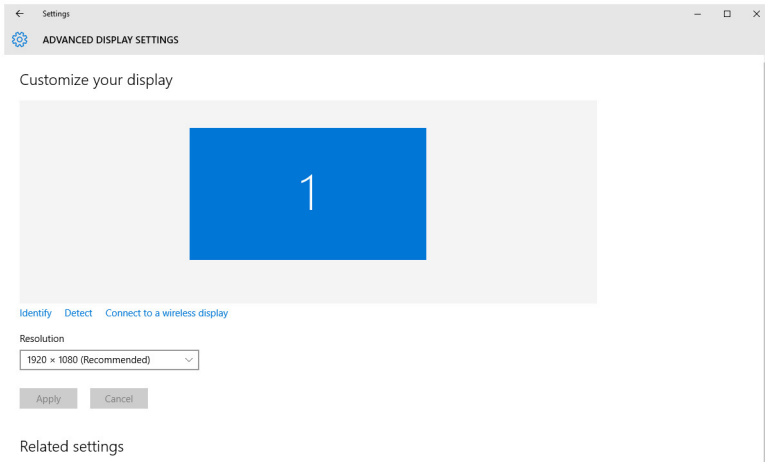 Settings
ADVANCED DISPLAY SETTINGS
Customize your display
1
Identify Detect Connect to a wireless display
Resolution
1920 × 1080 (Recommended)
Apply Cancel
Related settings